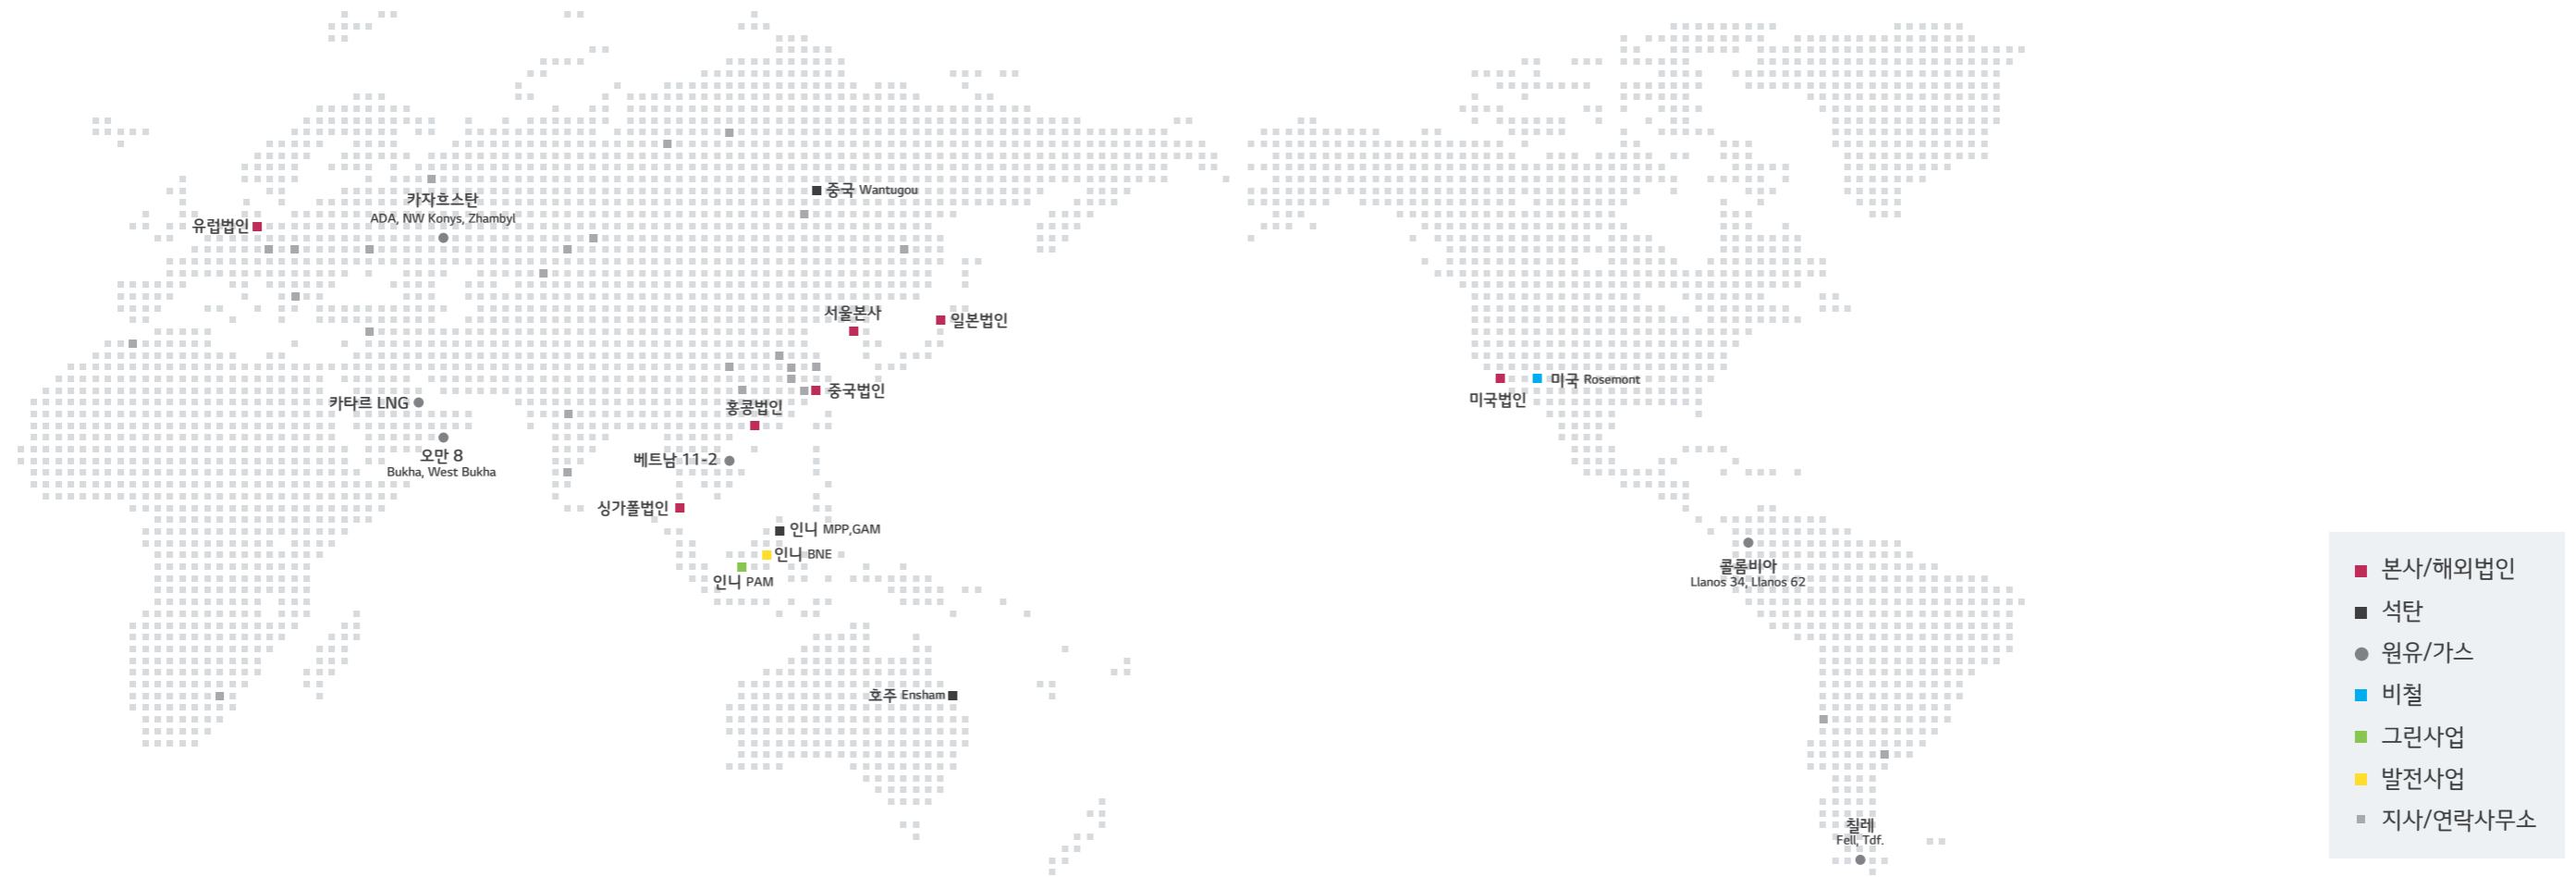 중국 Wantugou
카자흐스탄
ADA, NW Konys, Zhambyl
유럽법인
서울본사
일본법인
미국 Rosemont
미국법인
중국법인
홍콩법인
카타르 LNG
오만 8
Bukha, West Bukha
베트남 11-2
싱가폴법인
인니 MPP,GAM
인니 BNE
인니 PAM
콜롬비아
Llanos 34, Llanos 62
호주 Ensham
칠레
Fell, Tdf.
본사/해외법인
석탄
원유/가스
비철
그린사업
발전사업
지사/연락사무소